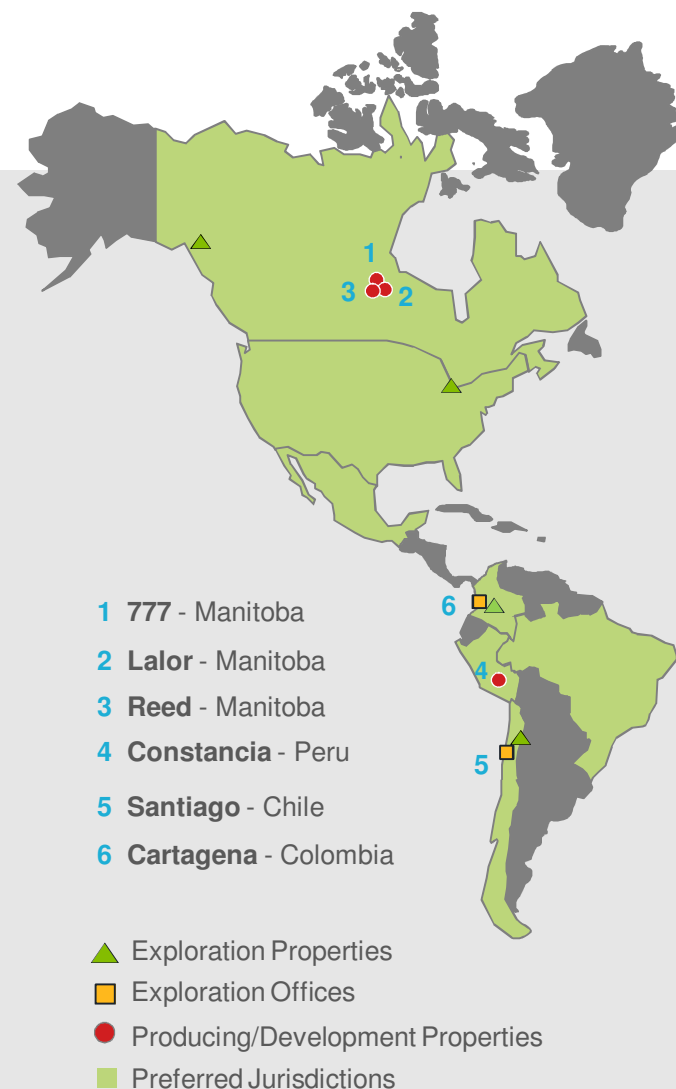 1
3
2
6
4
5
1 777 - Manitoba
2 Lalor - Manitoba
3 Reed - Manitoba
4 Constancia - Peru
5 Santiago - Chile
6 Cartagena - Colombia
Exploration Properties
Exploration Offices
Producing/Development Properties
Preferred Jurisdictions